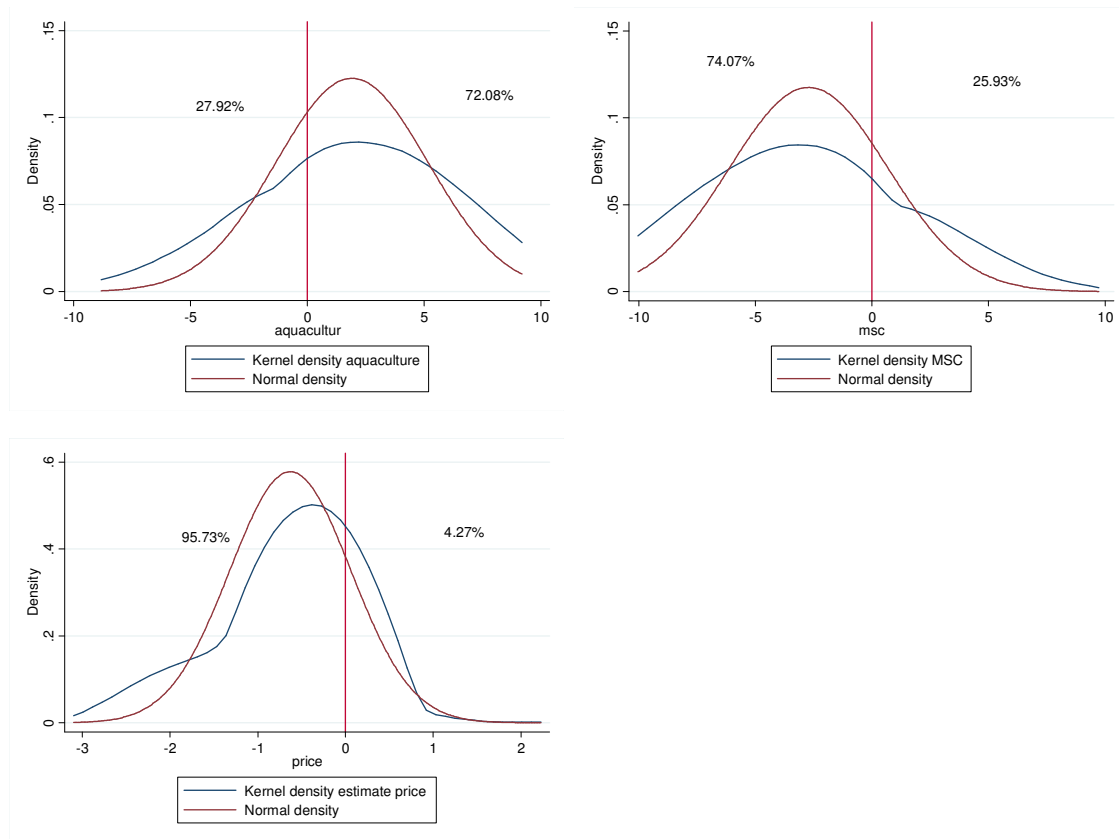 .15
72.08%
27.92%
.1
Density
.05
0
-10 -5 0 5 10
aquacultur
Kernel density aquaculture
Normal density
.15
74.07%
25.93%
.1
Density
.05
0
-10 -5 0 5 10
msc
Kernel density MSC
Normal density
.6
95.73%
4.27%
.4
Density
.2
0
-3 -2 -1 0 1 2
price
Kernel density estimate price
Normal density